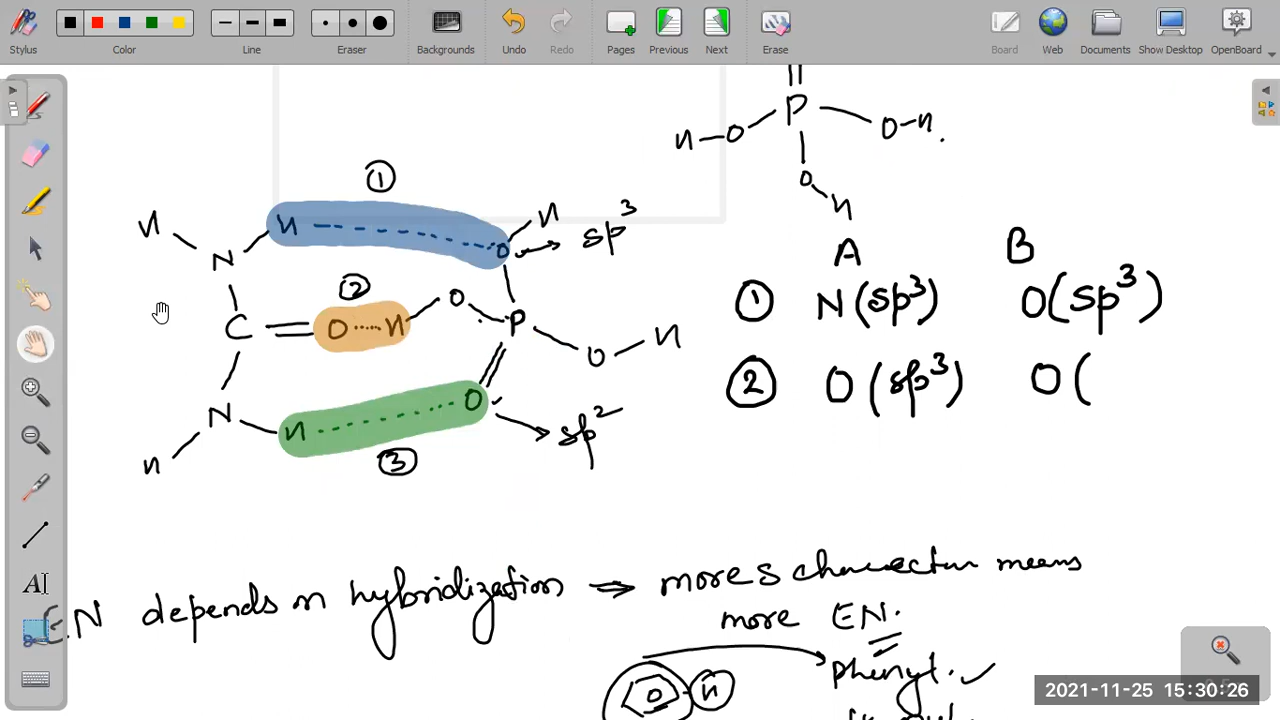 Stylus
Color
Line
Eraser
Backgrounds
Undo
Redo
Pages
Previous
Next
Erase
Board
Web
Documents
Show Desktop
OpenBoard
P
H-O
O-H.
O
H
①
H H H sp³
N O
②
C = O ..... H O P
O H
N H O
H
sp²
③
A B
① N(sp³) O(sp³)
② O(sp³) O(
E.N depends on hybridization → more s character means
more EN.
phenyl. ✓
O H
2021-11-25 15:30:26